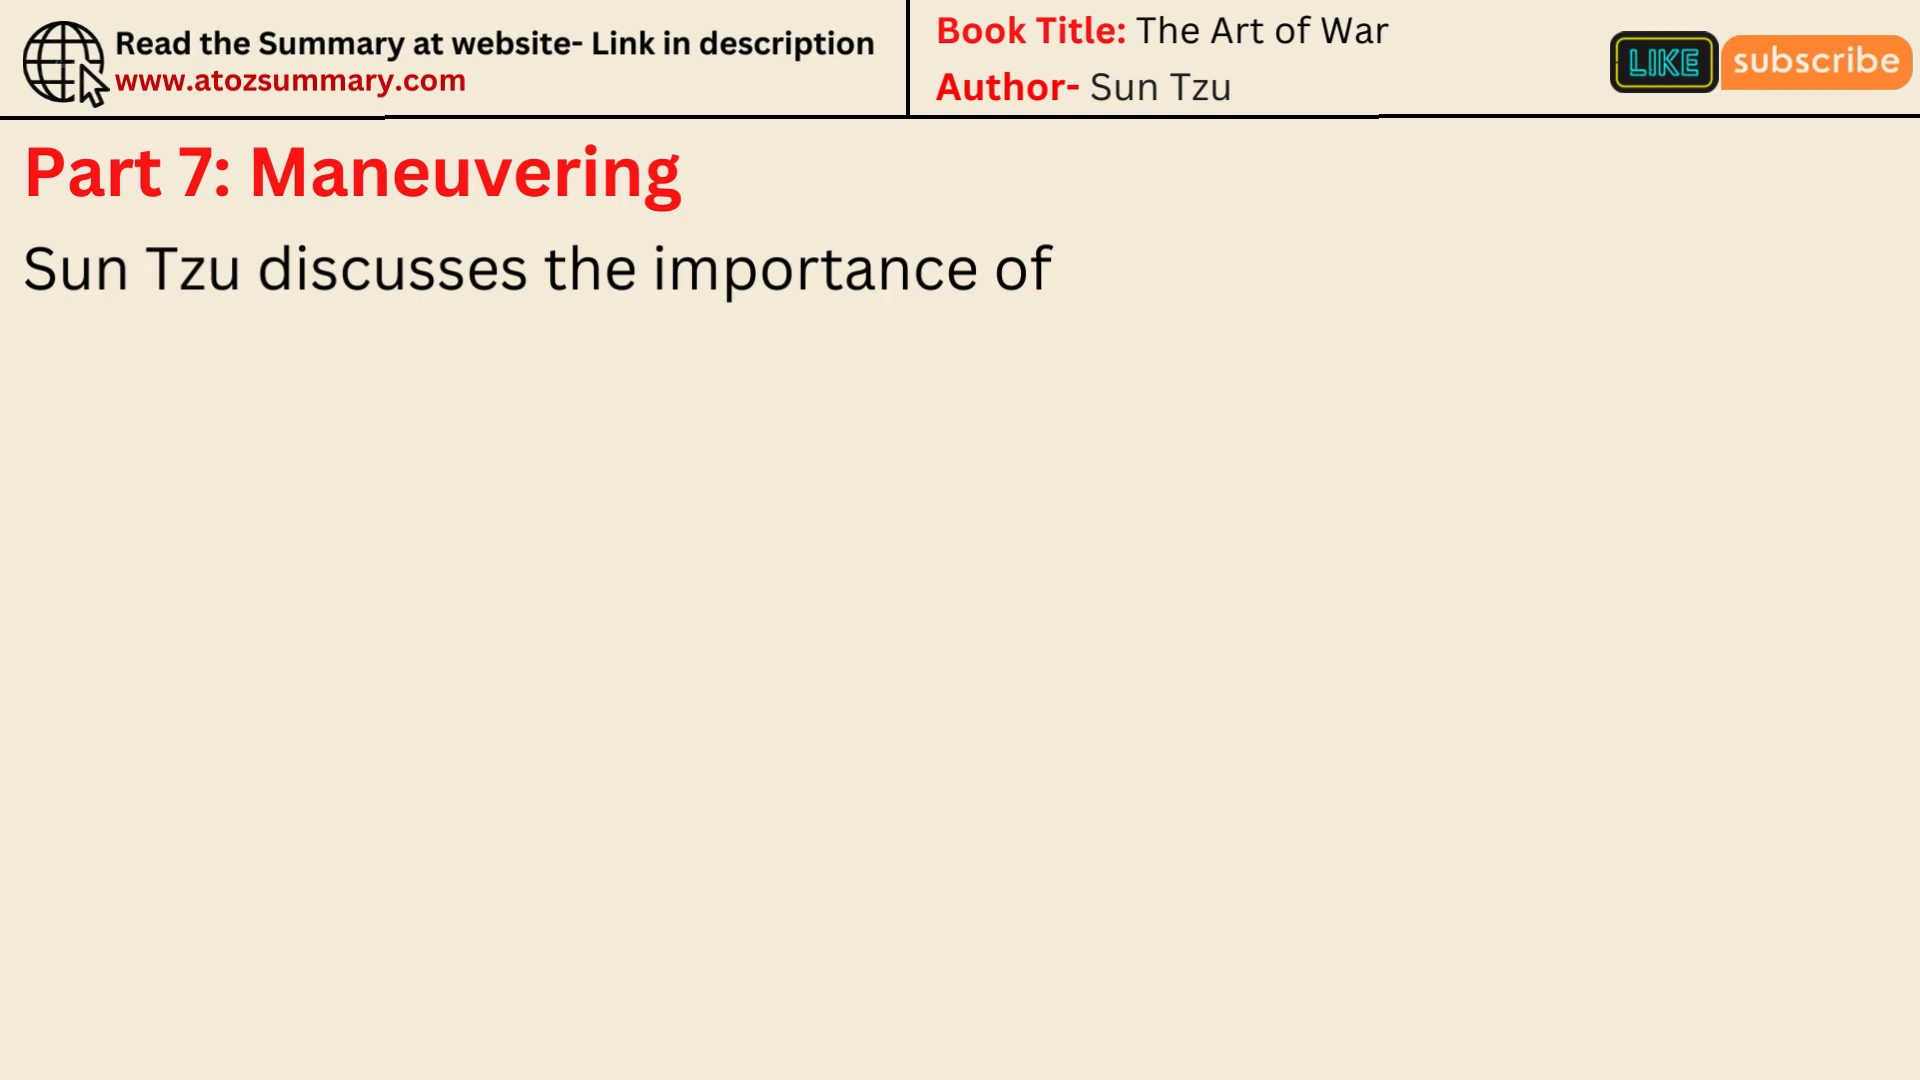 Read the Summary at website- Link in description
www.atozsummary.com
Book Title: The Art of War
Author- Sun Tzu
LIKE
subscribe
Part 7: Maneuvering
Sun Tzu discusses the importance of